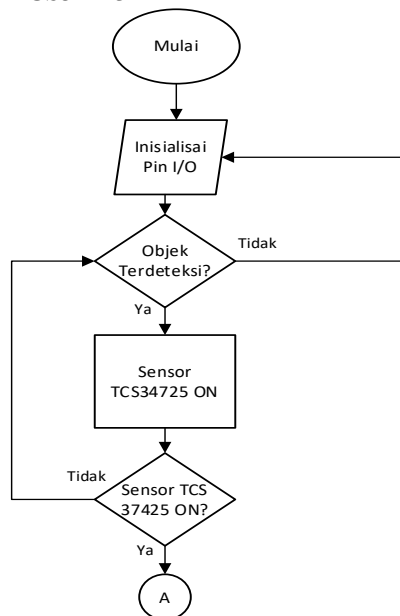 Mulai
Inisialisai
Pin I/O
Objek
Terdeteksi?
Tidak
Ya
Sensor
TCS34725 ON
Tidak
Sensor TCS
37425 ON?
Ya
A